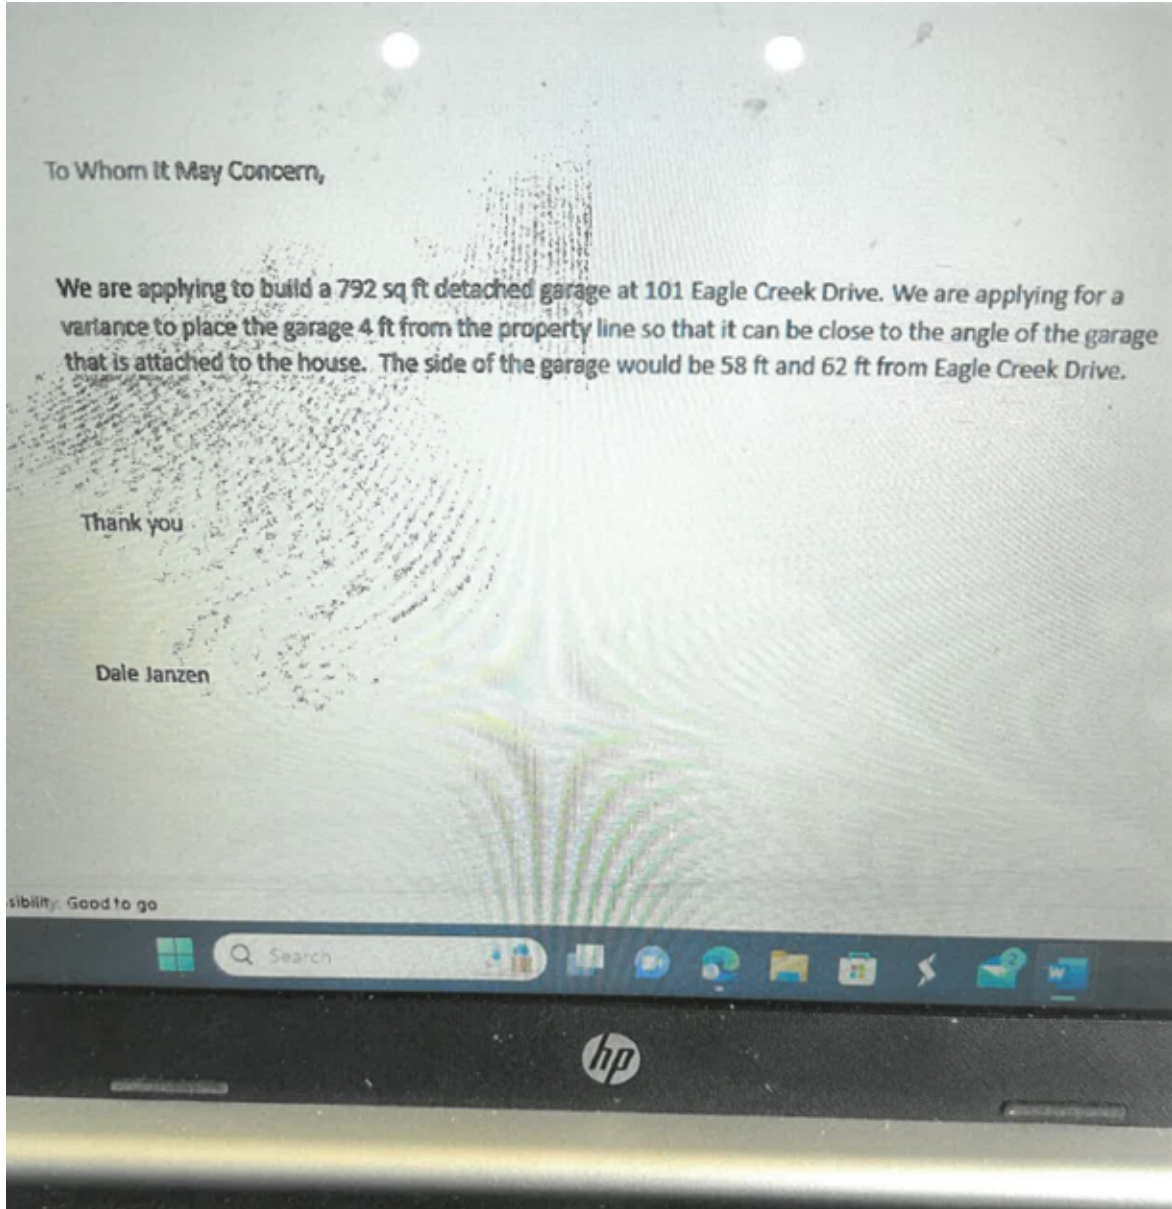 To Whom It May Concern,
We are applying to build a 792 sq ft detached garage at 101 Eagle Creek Drive. We are applying for a
variance to place the garage 4 ft from the property line so that it can be close to the angle of the garage
that is attached to the house. The side of the garage would be 58 ft and 62 ft from Eagle Creek Drive.
Thank you
Dale Janzen
sibility: Good to go
Search
2
W
hp